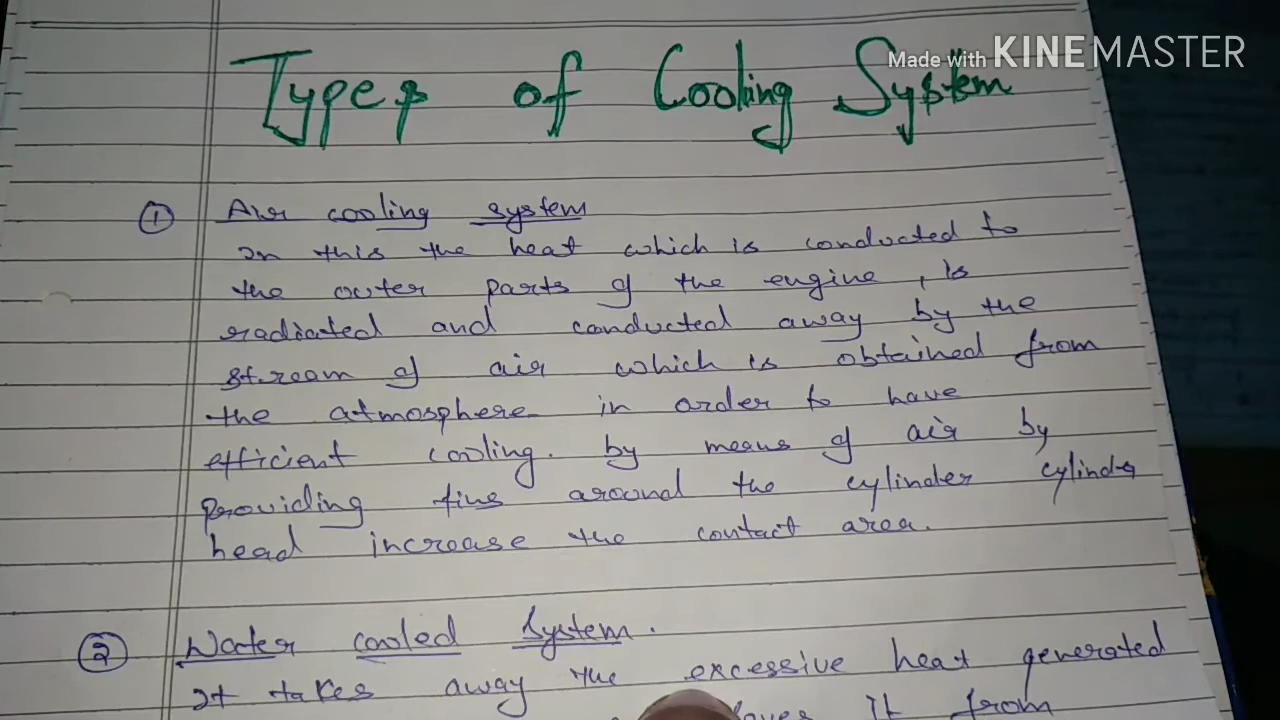 Made with KINEMASTER
Types of Cooling System
① Air cooling system
In this the heat which is conducted to
the outer parts of the engine, is
radiated and conducted away by the
stream of air which is obtained from
the atmosphere in order to have
efficient cooling. by means of air by
providing fins around the cylinder cylinder
head increase the contact area.
② Water cooled system.
It takes away the excessive heat generated
it from